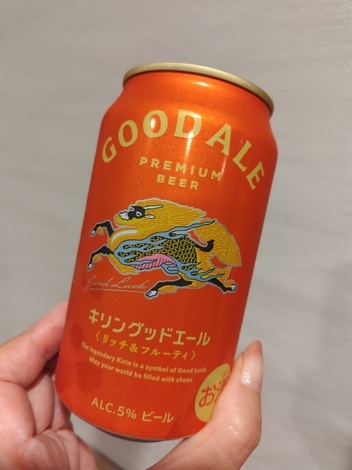 GOOD ALE
PREMIUM
BEER
Good Luck
キリングッドエール
〈リッチ&フルーティ〉
The legendary Kirin is a symbol of Good Luck.
May your world be filled with cheer.
お
ALC.5% ビール